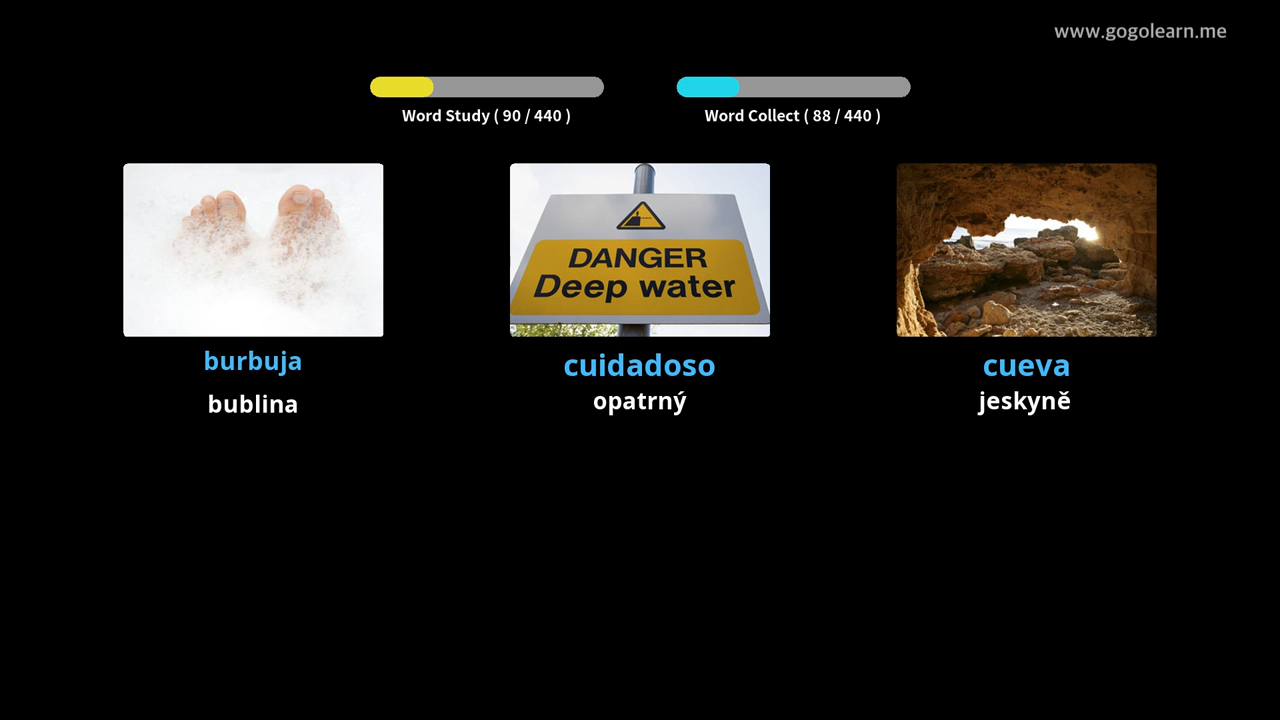 www.gogolearn.me
Word Study ( 90 / 440 )
Word Collect ( 88 / 440 )
DANGER
Deep water
burbuja
cuidadoso
cueva
bublina
opatrný
jeskyně